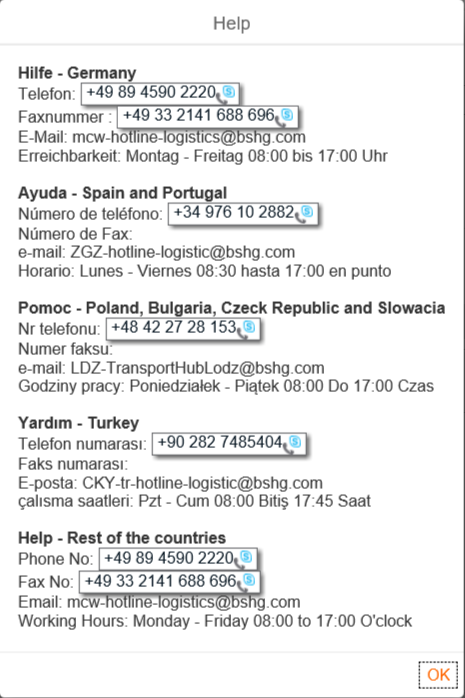 Help
Hilfe - Germany
Telefon: +49 89 4590 2220
Faxnummer : +49 33 2141 688 696
E-Mail: mcw-hotline-logistics@bshg.com
Erreichbarkeit: Montag - Freitag 08:00 bis 17:00 Uhr
Ayuda - Spain and Portugal
Número de teléfono: +34 976 10 2882
Número de Fax:
e-mail: ZGZ-hotline-logistic@bshg.com
Horario: Lunes - Viernes 08:30 hasta 17:00 en punto
Pomoc - Poland, Bulgaria, Czeck Republic and Slowacia
Nr telefonu: +48 42 27 28 153
Numer faksu:
e-mail: LDZ-TransportHubLodz@bshg.com
Godziny pracy: Poniedziałek - Piątek 08:00 Do 17:00 Czas
Yardım - Turkey
Telefon numarası: +90 282 7485404
Faks numarası:
E-posta: CKY-tr-hotline-logistic@bshg.com
çalısma saatleri: Pzt - Cum 08:00 Bitiş 17:45 Saat
Help - Rest of the countries
Phone No: +49 89 4590 2220
Fax No: +49 33 2141 688 696
Email: mcw-hotline-logistics@bshg.com
Working Hours: Monday - Friday 08:00 to 17:00 O'clock
OK